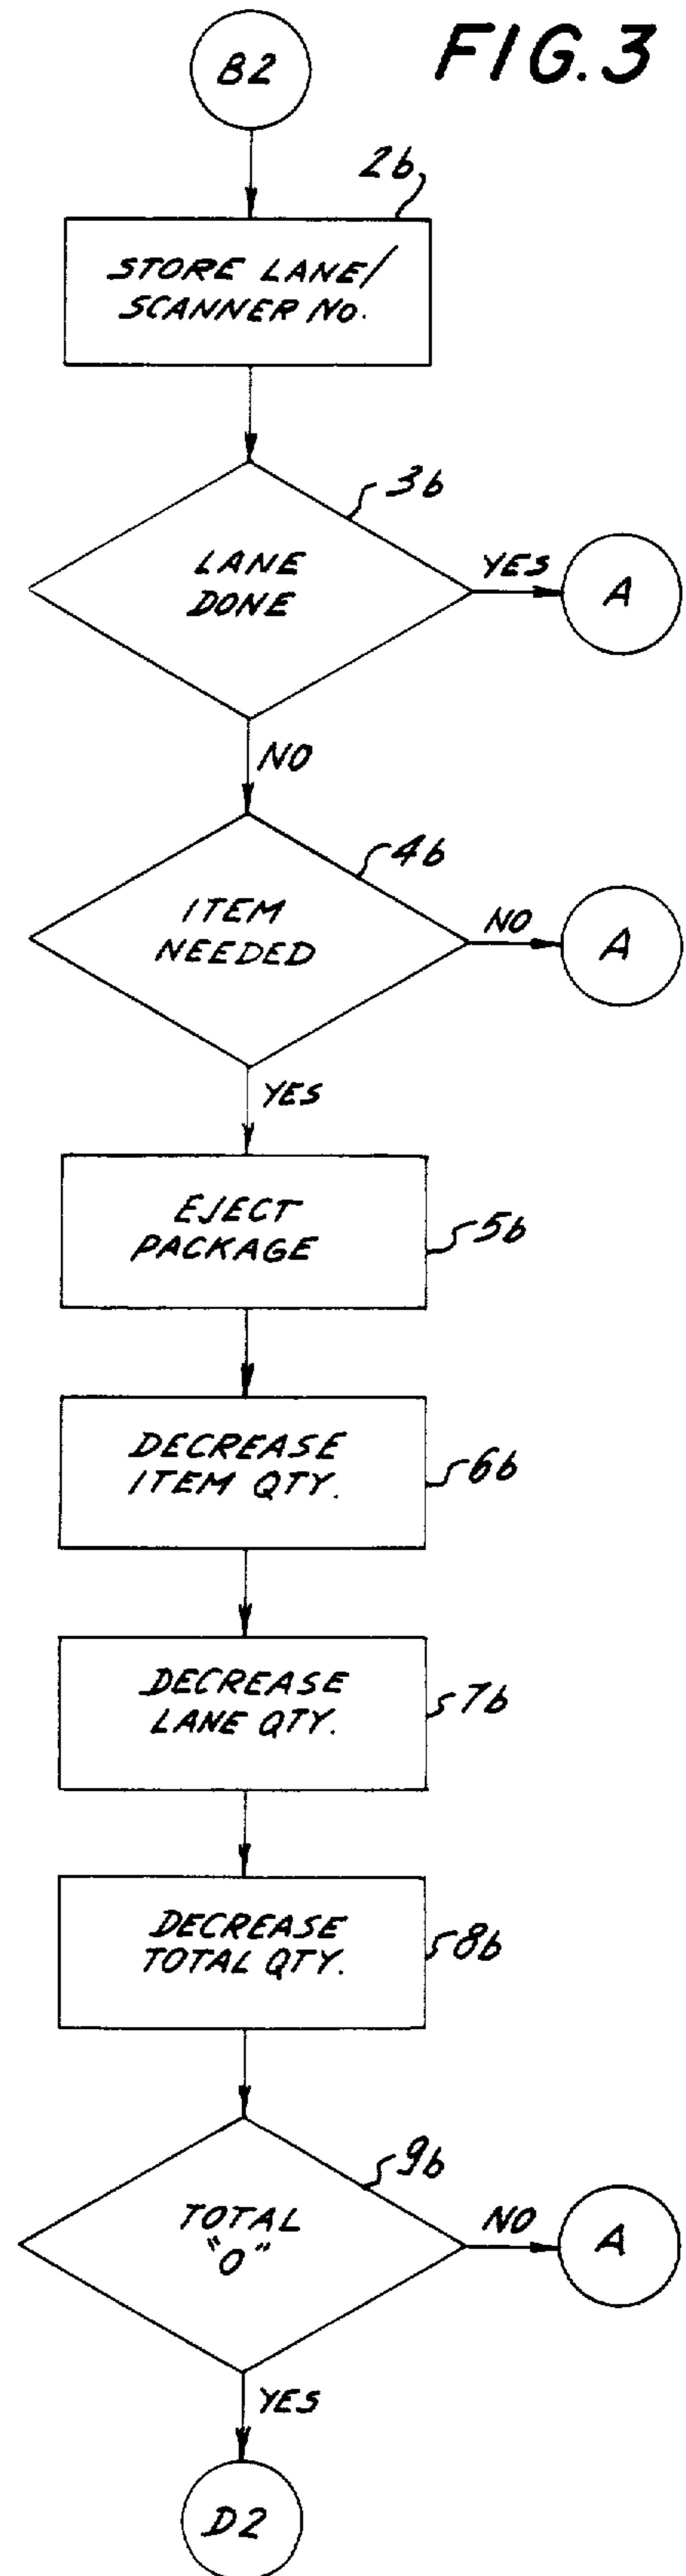 FIG.3
B2
2b
STORE LANE/
SCANNER NO.
3b
LANE
DONE
YES
A
NO
4b
ITEM
NEEDED
NO
A
YES
EJECT
PACKAGE
5b
DECREASE
ITEM QTY.
6b
DECREASE
LANE QTY.
7b
DECREASE
TOTAL QTY.
8b
9b
TOTAL
"O"
NO
A
YES
D2